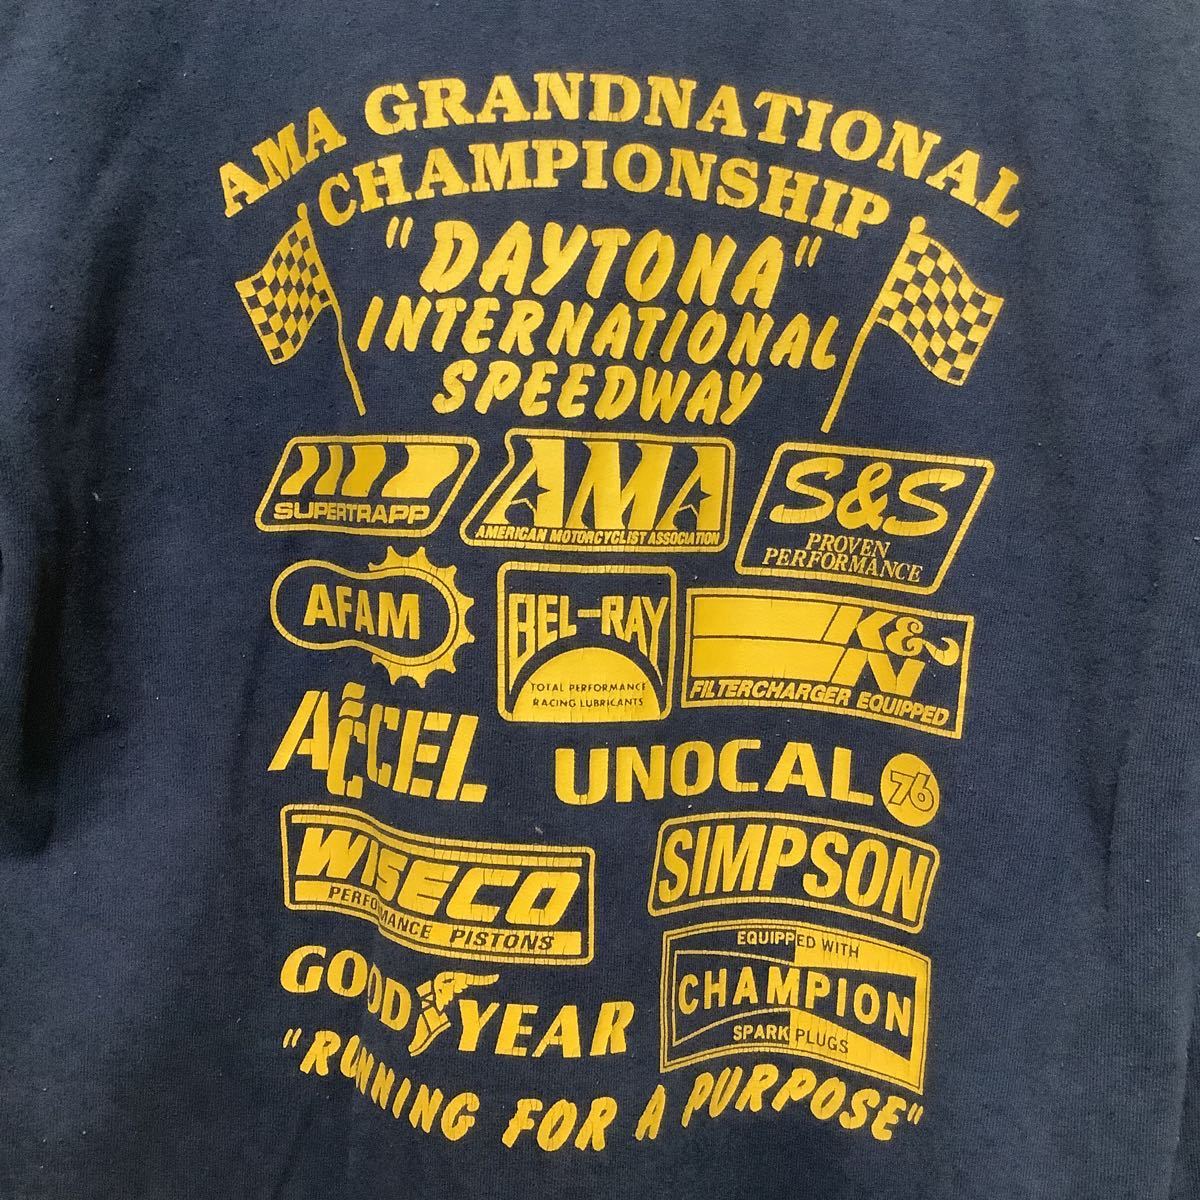 AMA GRANDNATIONAL
CHAMPIONSHIP
"DAYTONA"
INTERNATIONAL
SPEEDWAY
SUPERTRAPP
AMA
AMERICAN MOTORCYCLIST ASSOCIATION
S&S
PROVEN
PERFORMANCE
AFAM
BEL-RAY
TOTAL PERFORMANCE
RACING LUBRICANTS
K&N
FILTERCHARGER EQUIPPED
ACCEL
UNOCAL 76
WISECO
PERFORMANCE PISTONS
SIMPSON
GOODYEAR
EQUIPPED WITH
CHAMPION
SPARK PLUGS
"RUNNING FOR A PURPOSE"